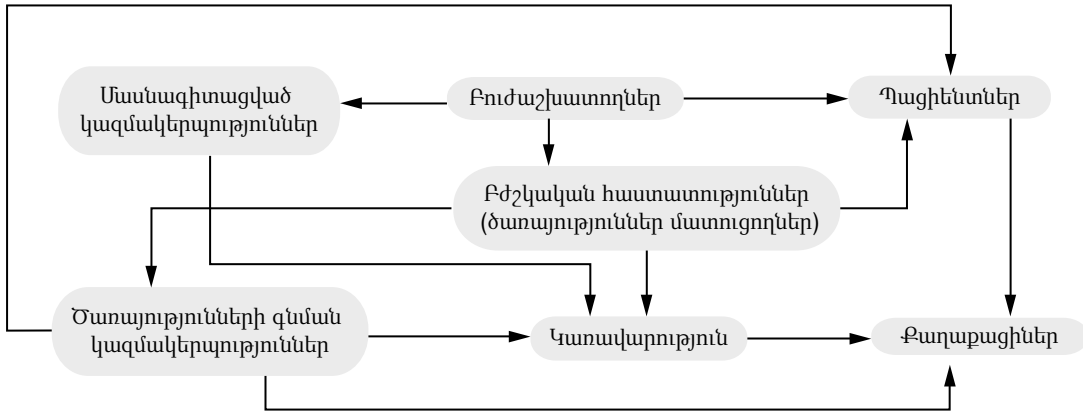 Մասնագիտացված
կազմակերպություններ
Բուժաշխատողներ
Պացիենտներ
Բժշկական հաստատություններ
(ծառայություններ մատուցողներ)
Ծառայությունների գնման
կազմակերպություններ
Կառավարություն
Քաղաքացիներ